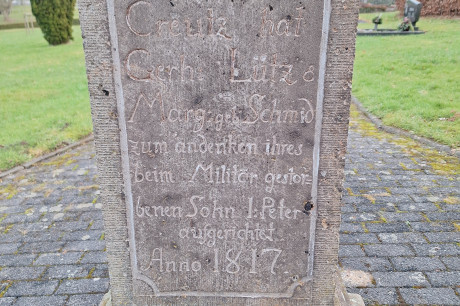 Creutz hat
Gerh. Lütz &
Marg. geb. Schmid
zum andenken ihres
beim Militär gestor-
benen Sohn I. Peter
aufgerichtet
Anno 1817